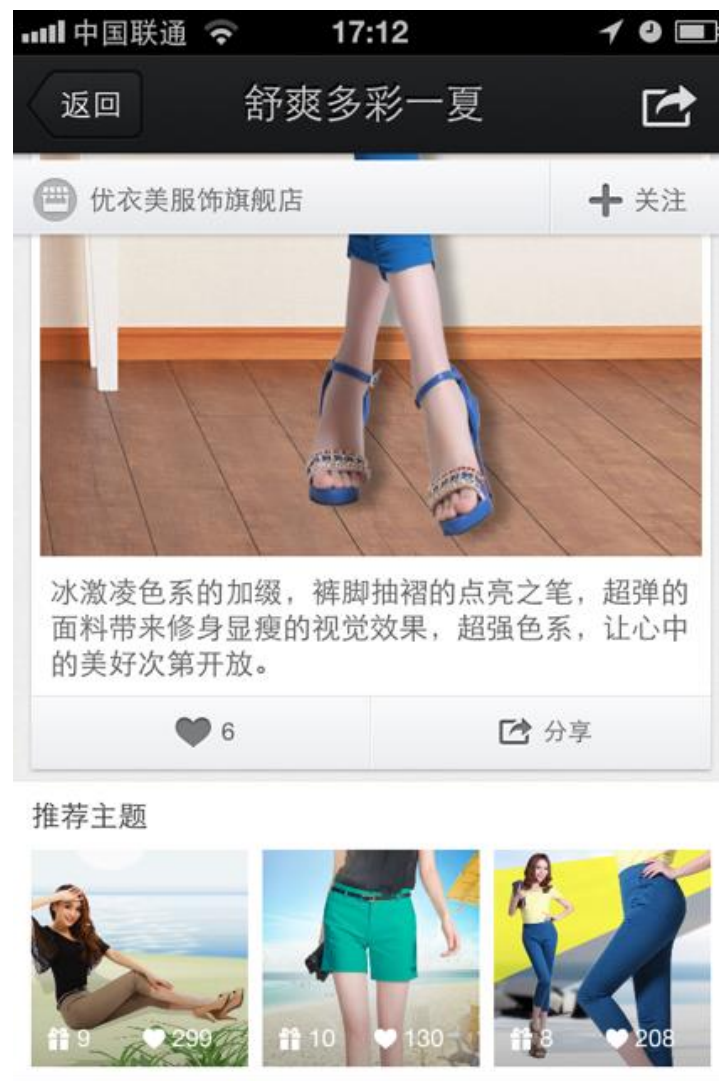 中国联通 17:12
返回 舒爽多彩一夏
优衣美服饰旗舰店 关注
冰激凌色系的加缀，裤脚抽褶的点亮之笔，超弹的
面料带来修身显瘦的视觉效果，超强色系，让心中
的美好次第开放。
6 分享
推荐主题
9 299 10 130 8 208